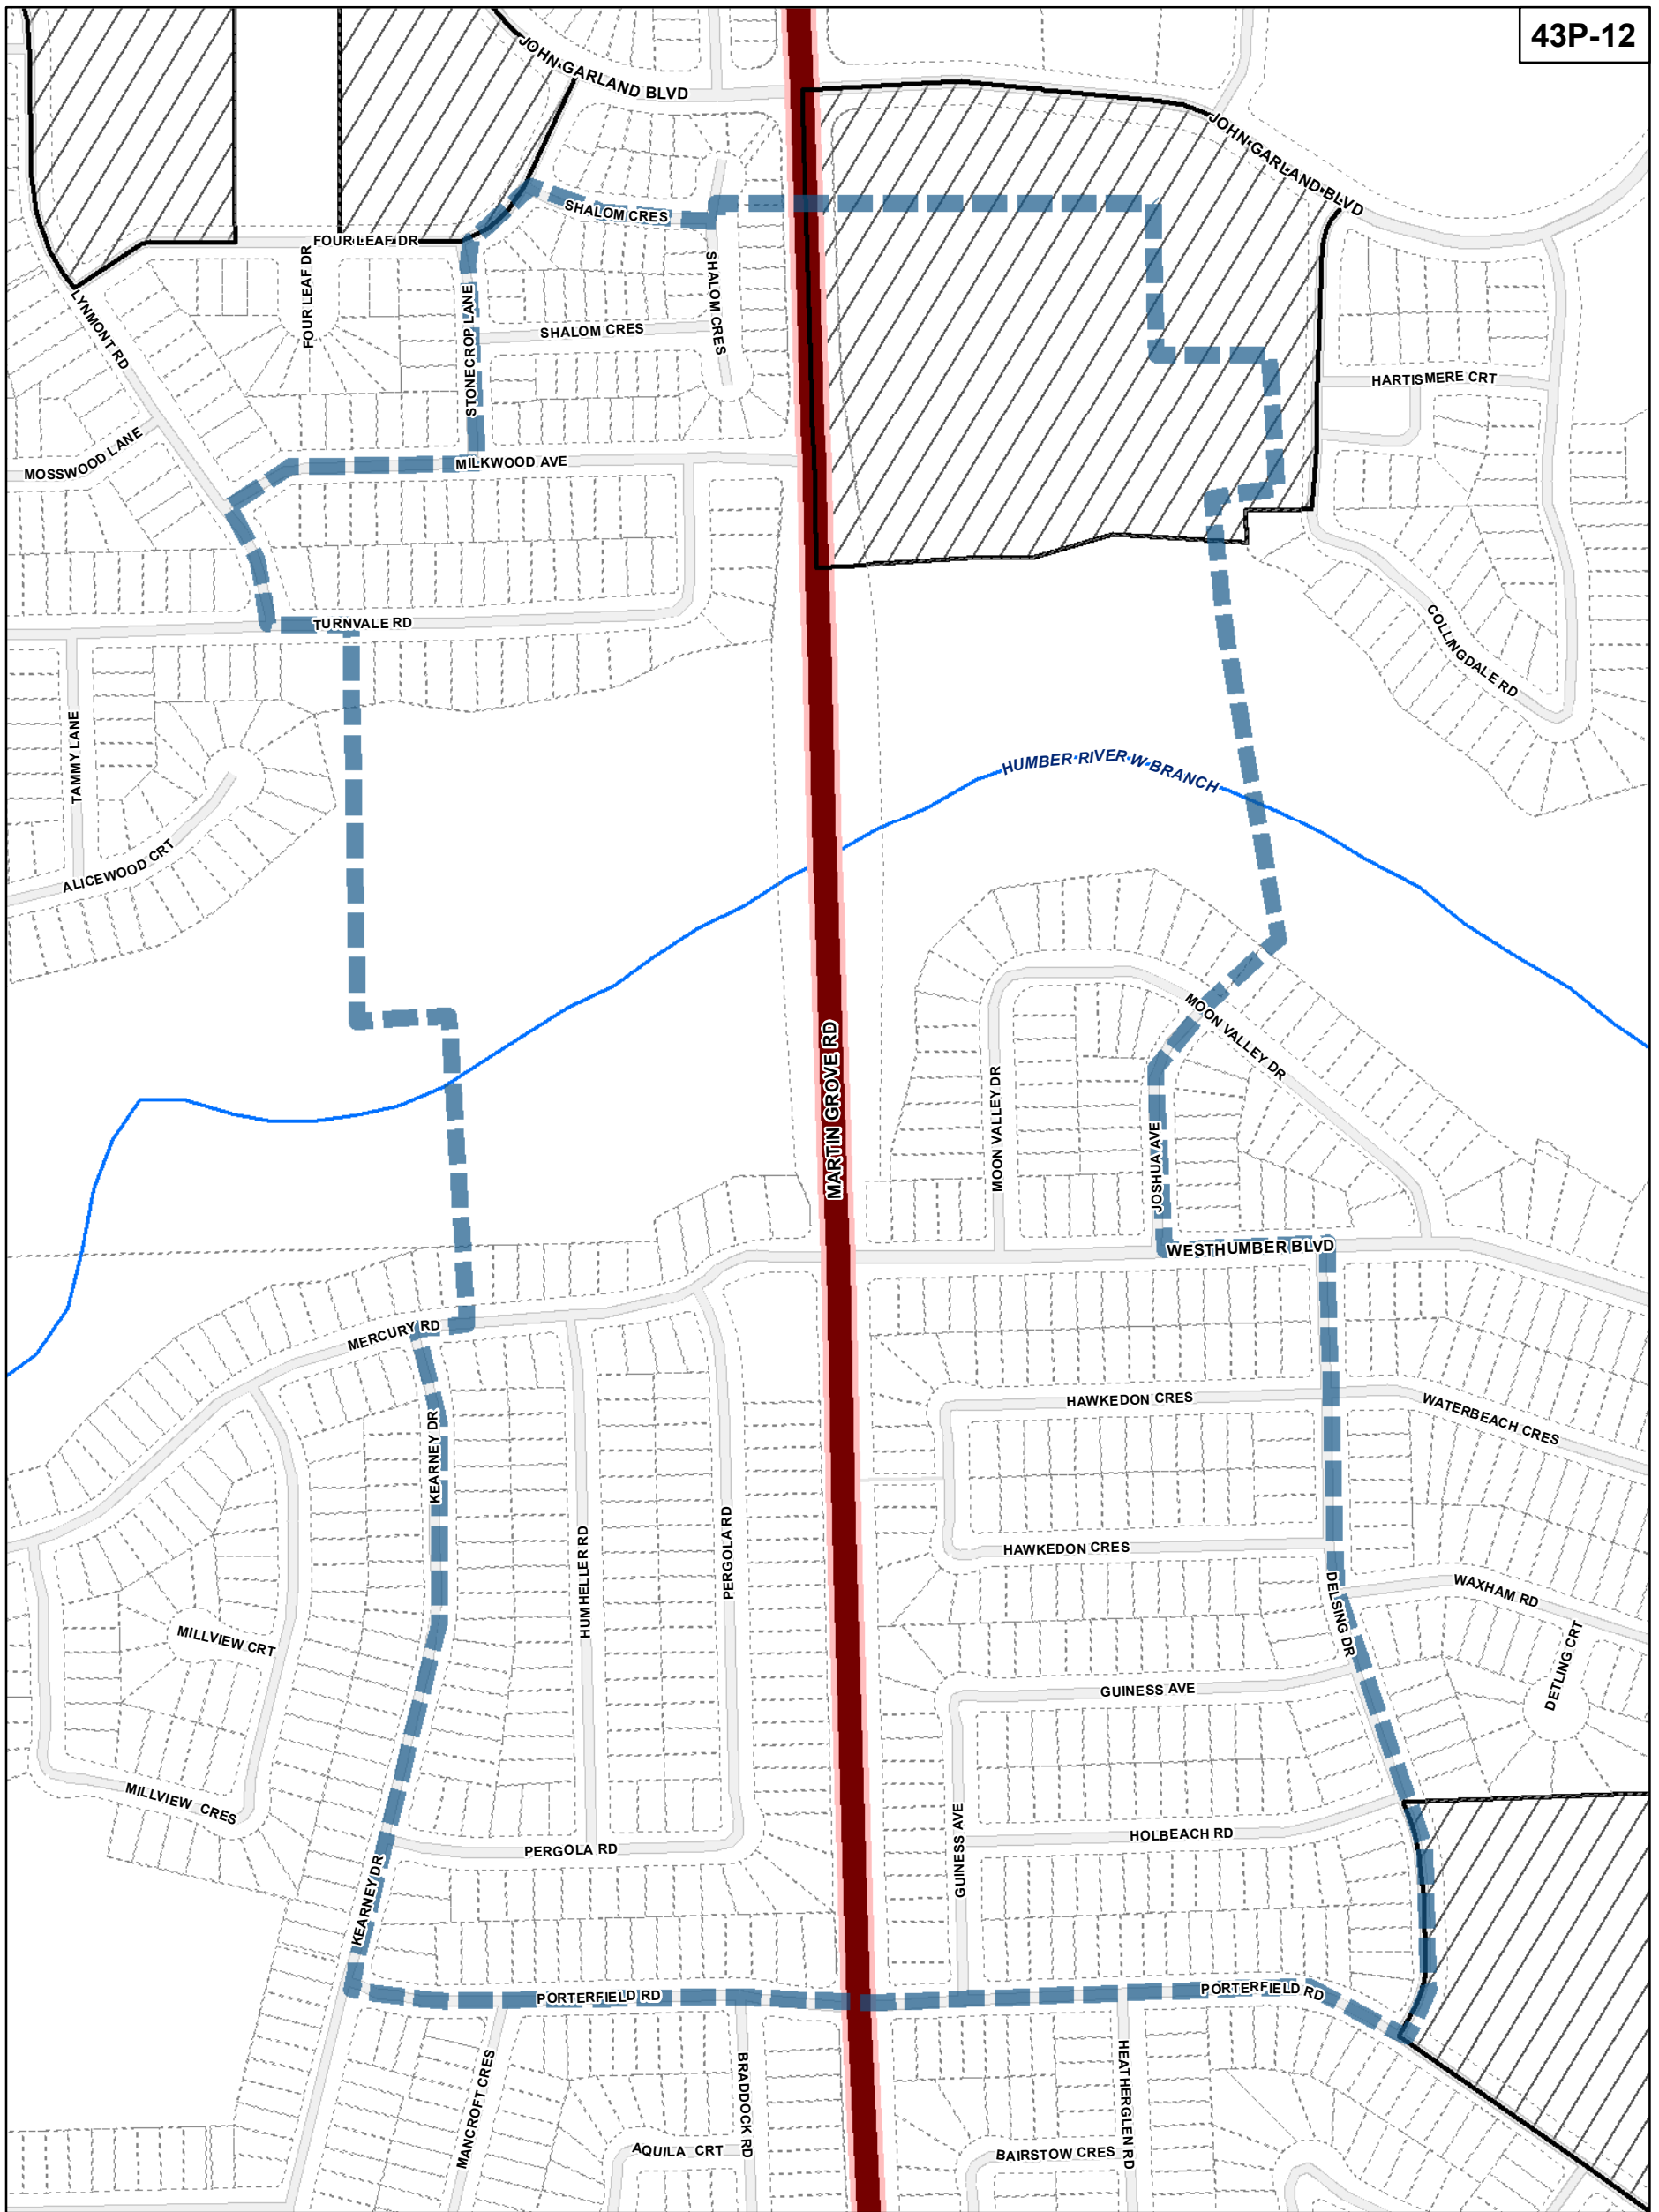 43P-12
JOHN GARLAND BLVD
JOHN GARLAND BLVD
SHALOM CRES
FOUR LEAF DR
FOUR LEAF DR
SHALOM CRES
STONECROP LANE
LYNMONT RD
SHALOM CRES
HARTISMERE CRT
MOSSWOOD LANE
MILKWOOD AVE
TURNVALE RD
COLLINGDALE RD
TAMMY LANE
HUMBER RIVER W BRANCH
ALICEWOOD CRT
MARTIN GROVE RD
MOON VALLEY DR
MOON VALLEY DR
JOSHUA AVE
WESTHUMBER BLVD
MERCURY RD
HAWKEDON CRES
WATERBEACH CRES
KEARNEY DR
HUMHELLER RD
PERGOLA RD
HAWKEDON CRES
DELSING DR
WAXHAM RD
MILLVIEW CRT
DETLING CRT
GUINESS AVE
MILLVIEW CRES
PERGOLA RD
GUINESS AVE
HOLBEACH RD
KEARNEY DR
PORTERFIELD RD
PORTERFIELD RD
MANCROFT CRES
BRADDOCK RD
HEATHERGLEN RD
AQUILA CRT
BAIRSTOW CRES